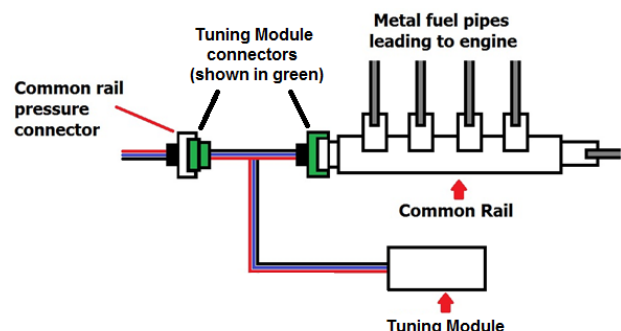 Tuning Module
connectors
(shown in green)
Metal fuel pipes
leading to engine
Common rail
pressure
connector
Common Rail
Tuning Module